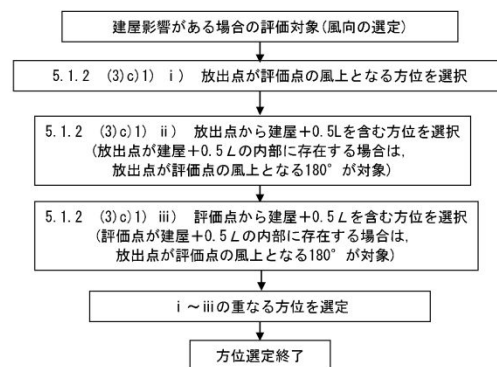 建屋影響がある場合の評価対象(風向の選定)
5.1.2 (3)c)1) i) 放出点が評価点の風上となる方位を選択
5.1.2 (3)c)1) ii) 放出点から建屋+0.5Lを含む方位を選択
(放出点が建屋+0.5Lの内部に存在する場合は,
放出点が評価点の風上となる180°が対象)
5.1.2 (3)c)1) iii) 評価点から建屋+0.5Lを含む方位を選択
(評価点が建屋+0.5Lの内部に存在する場合は,
放出点が評価点の風上となる180°が対象)
i~iiiの重なる方位を選定
方位選定終了